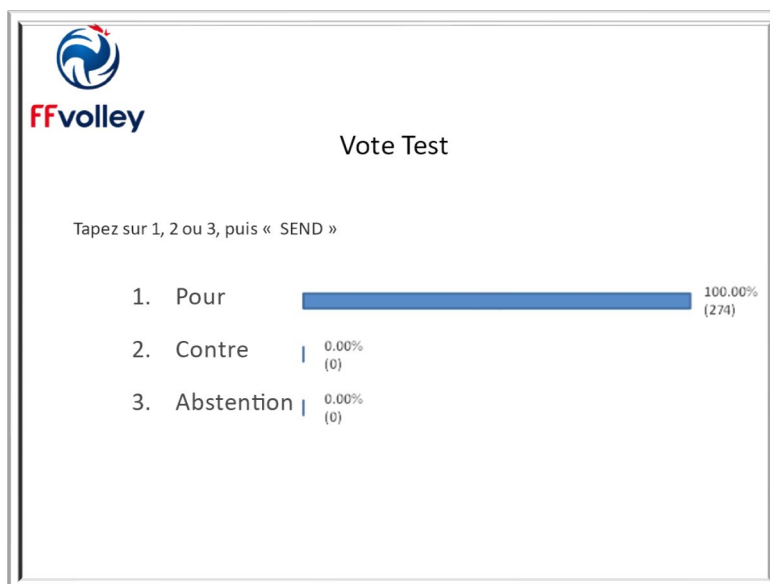 FFvolley
Vote Test
Tapez sur 1, 2 ou 3, puis «  SEND »
1. Pour
100.00%
(274)
2. Contre
0.00%
(0)
3. Abstention
0.00%
(0)